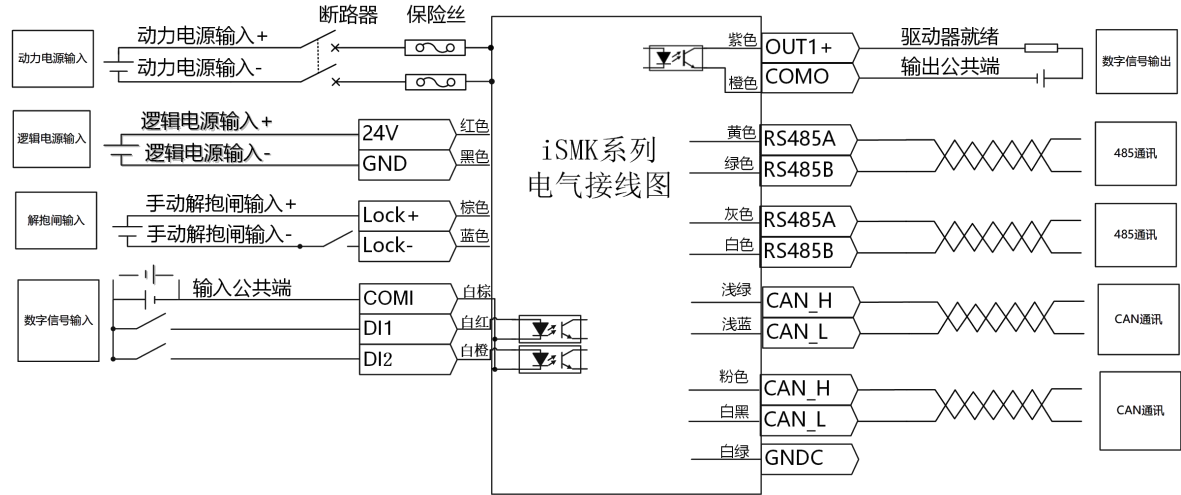 断路器
保险丝
动力电源输入
动力电源输入+
动力电源输入-
逻辑电源输入
逻辑电源输入+
逻辑电源输入-
24V
GND
红色
黑色
解抱闸输入
手动解抱闸输入+
手动解抱闸输入-
Lock+
Lock-
棕色
蓝色
数字信号输入
输入公共端
COMI
DI1
DI2
白棕
白红
白橙
iSMK系列
电气接线图
紫色
橙色
OUT1+
COMO
驱动器就绪
输出公共端
数字信号输出
黄色
绿色
RS485A
RS485B
485通讯
灰色
白色
RS485A
RS485B
485通讯
浅绿
浅蓝
CAN_H
CAN_L
CAN通讯
粉色
白黑
CAN_H
CAN_L
CAN通讯
白绿
GNDC